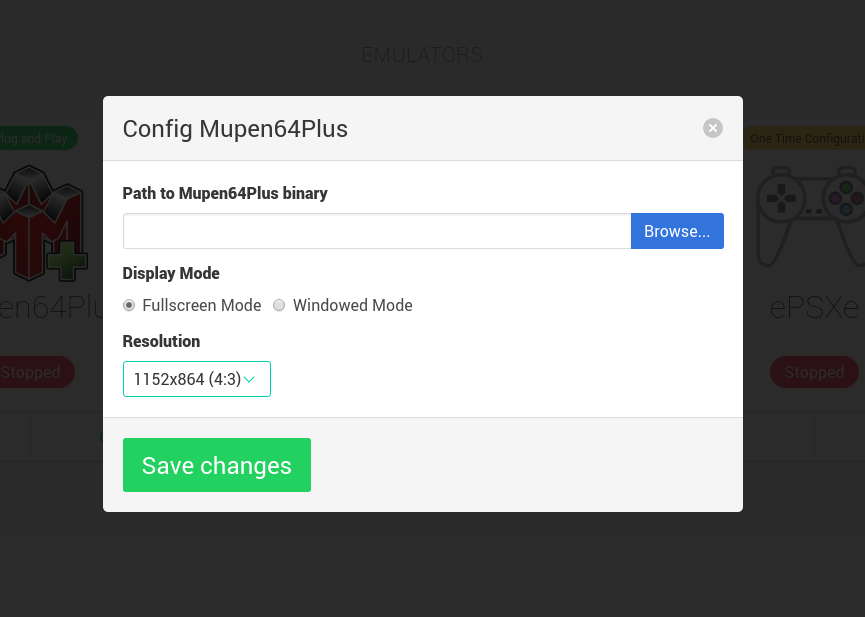 EMULATORS
Config Mupen64Plus
lug and Play
One Time Configurati
Path to Mupen64Plus binary
Browse...
Display Mode
Fullscreen Mode Windowed Mode
en64Plu
ePSXe
Resolution
Stopped
1152x864 (4:3)
Stopped
Save changes